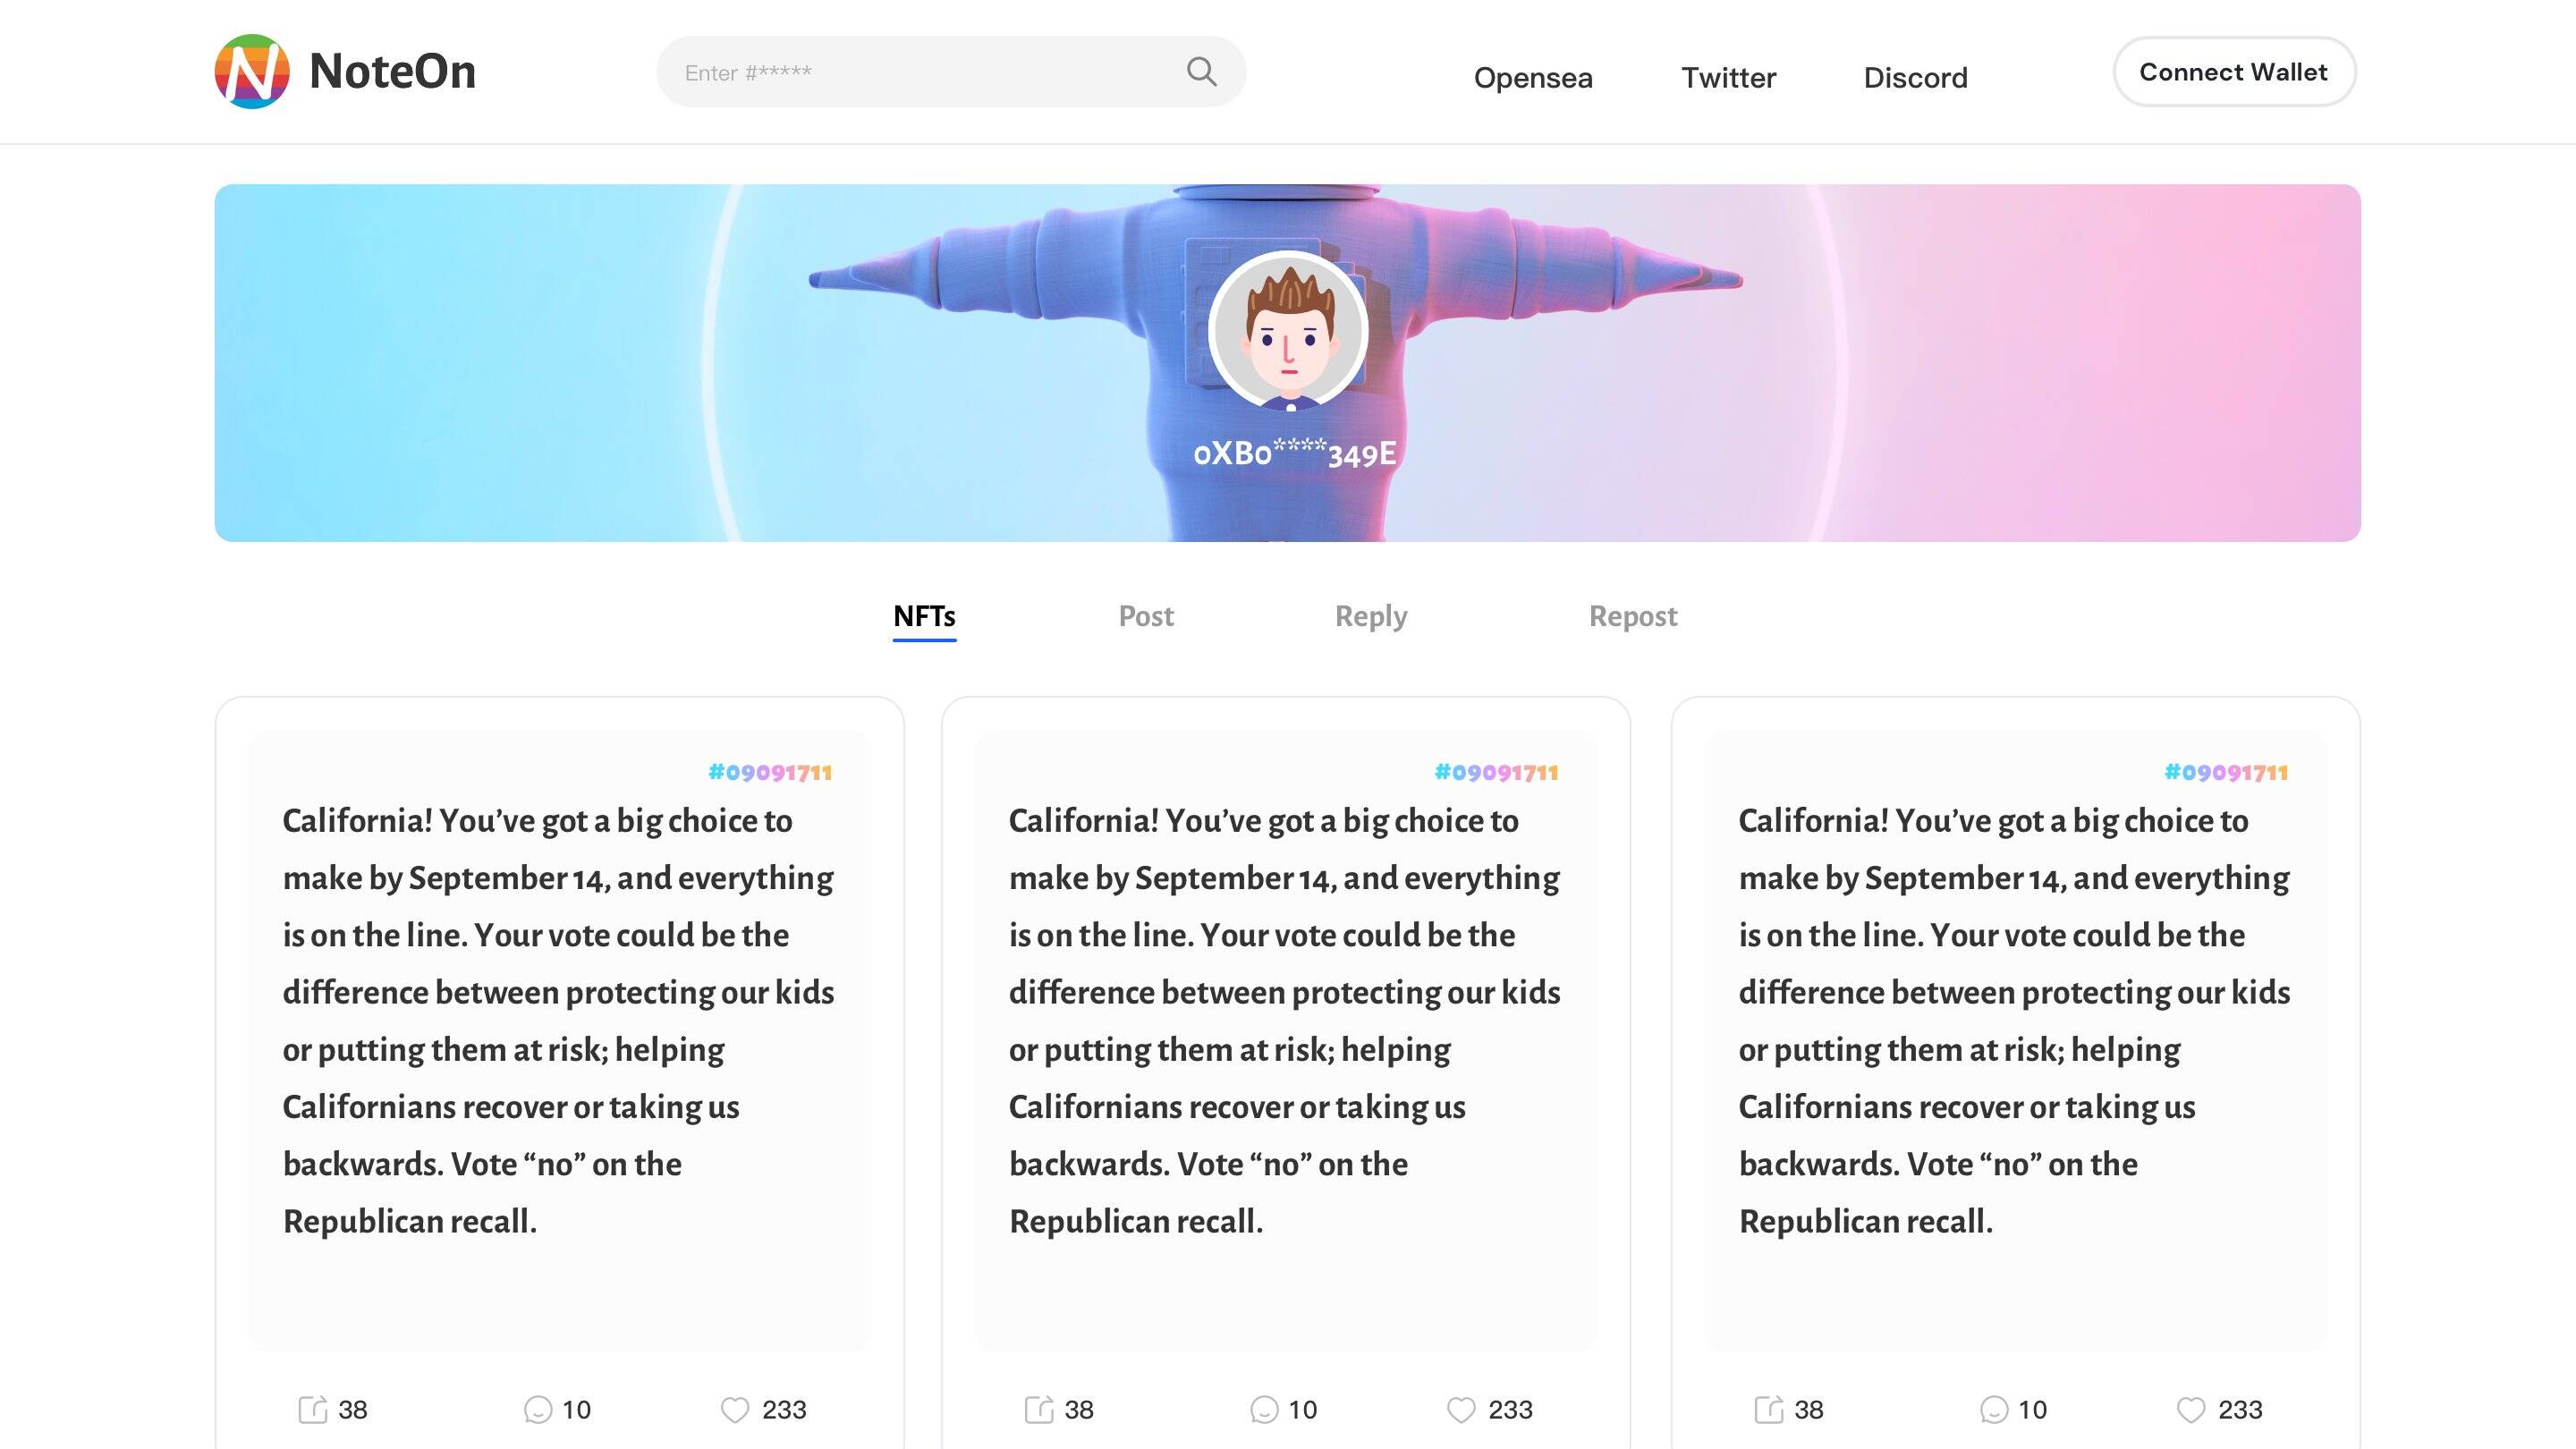 NoteOn
Enter #*****
Opensea
Twitter
Discord
Connect Wallet
0XB0****349E
NFTs
Post
Reply
Repost
#09091711
California! You’ve got a big choice to
make by September 14, and everything
is on the line. Your vote could be the
difference between protecting our kids
or putting them at risk; helping
Californians recover or taking us
backwards. Vote “no” on the
Republican recall.
38
10
233
#09091711
California! You’ve got a big choice to
make by September 14, and everything
is on the line. Your vote could be the
difference between protecting our kids
or putting them at risk; helping
Californians recover or taking us
backwards. Vote “no” on the
Republican recall.
38
10
233
#09091711
California! You’ve got a big choice to
make by September 14, and everything
is on the line. Your vote could be the
difference between protecting our kids
or putting them at risk; helping
Californians recover or taking us
backwards. Vote “no” on the
Republican recall.
38
10
233